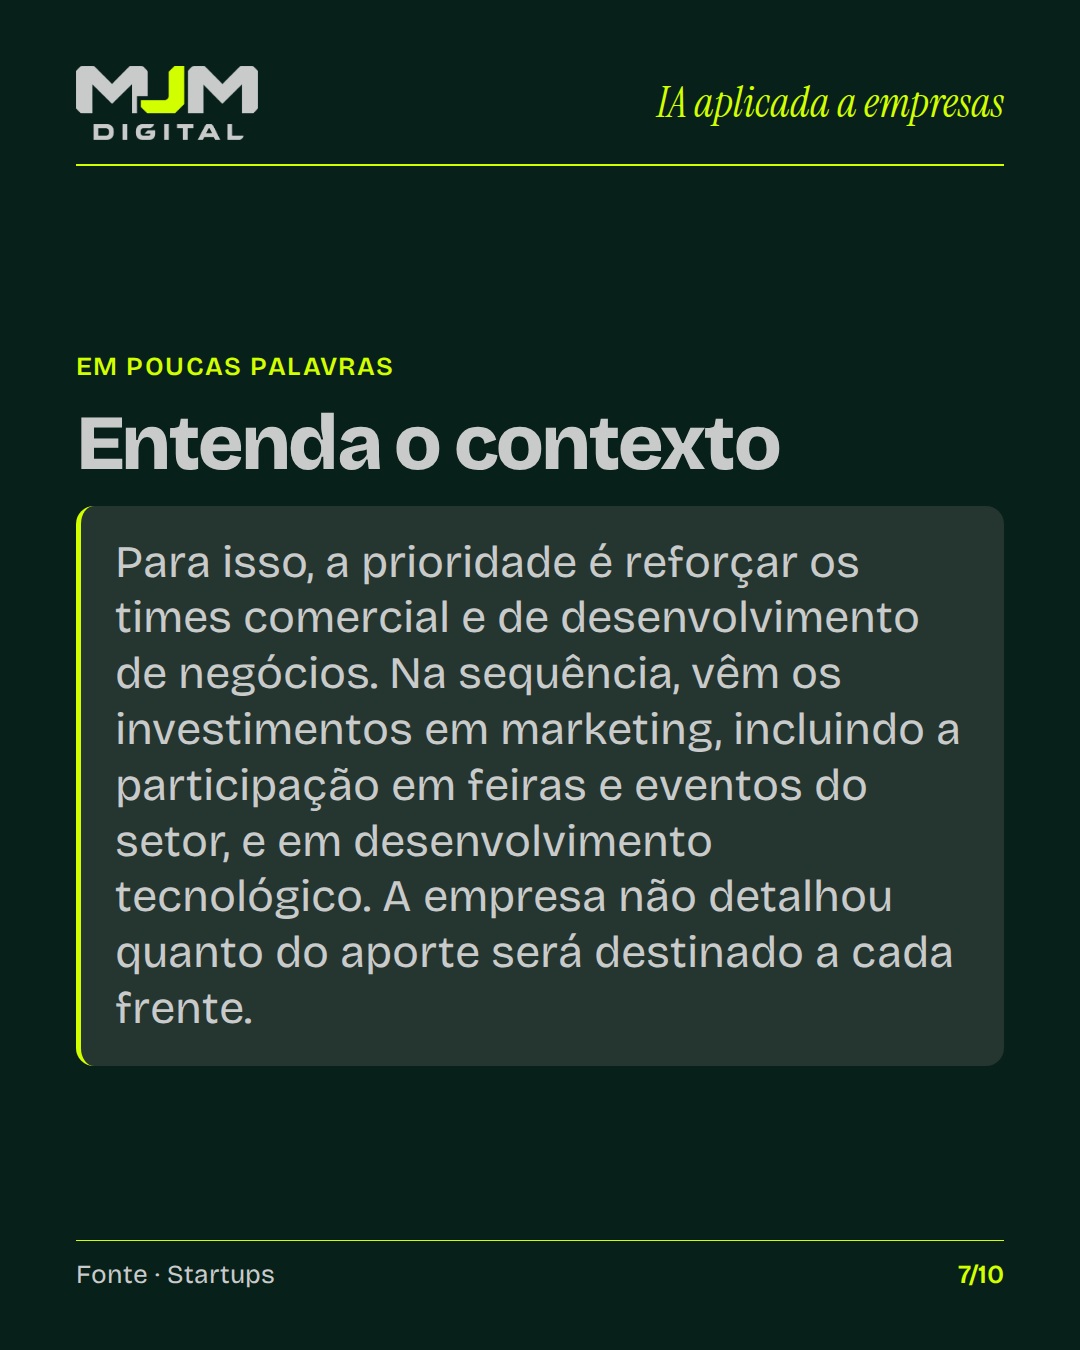 MJM
DIGITAL
IA aplicada a empresas
EM POUCAS PALAVRAS
Entenda o contexto
Para isso, a prioridade é reforçar os
times comercial e de desenvolvimento
de negócios. Na sequência, vêm os
investimentos em marketing, incluindo a
participação em feiras e eventos do
setor, e em desenvolvimento
tecnológico. A empresa não detalhou
quanto do aporte será destinado a cada
frente.
Fonte · Startups
7/10